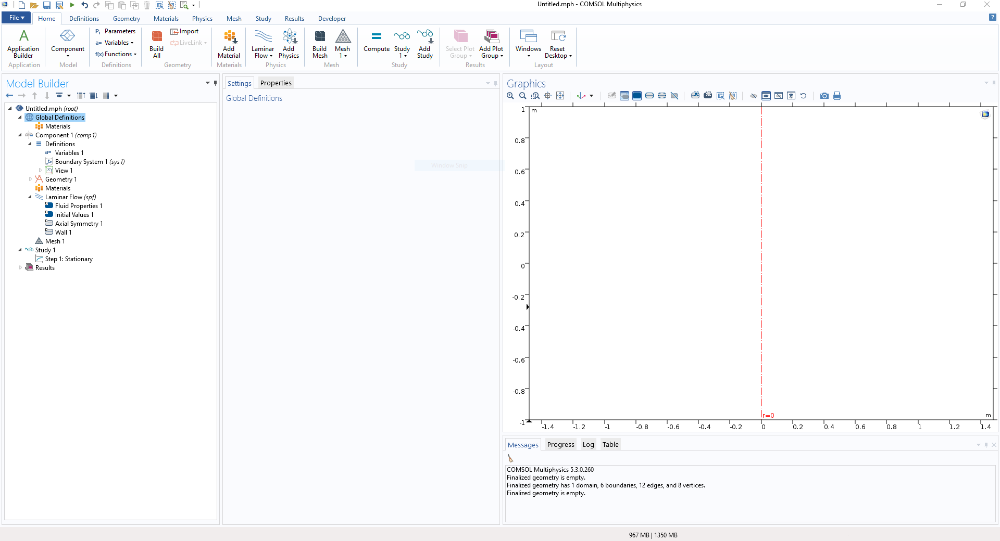 Untitled.mph - COMSOL Multiphysics
File Home Definitions Geometry Materials Physics Mesh Study Results Developer
Application Builder
Component
Pi Parameters
a= Variables
f(x) Functions
Build All
Import
LiveLink
Add Material
Laminar Flow
Add Physics
Build Mesh
Mesh 1
Compute
Study 1
Add Study
Select Plot Group
Add Plot Group
Windows
Reset Desktop
Application Model Definitions Geometry Materials Physics Mesh Study Results Layout
Model Builder
Untitled.mph (root)
Global Definitions
Materials
Component 1 (comp1)
Definitions
a= Variables 1
Boundary System 1 (sys1)
View 1
Geometry 1
Materials
Laminar Flow (spf)
Fluid Properties 1
Initial Values 1
Axial Symmetry 1
Wall 1
Mesh 1
Study 1
Step 1: Stationary
Results
Settings Properties
Global Definitions
Window Snip
Graphics
m
1
0.8
0.6
0.4
0.2
0
-0.2
-0.4
-0.6
-0.8
-1
r=0
m
-1.4 -1.2 -1 -0.8 -0.6 -0.4 -0.2 0 0.2 0.4 0.6 0.8 1 1.2 1.4
Messages Progress Log Table
COMSOL Multiphysics 5.3.0.260
Finalized geometry is empty.
Finalized geometry has 1 domain, 6 boundaries, 12 edges, and 8 vertices.
Finalized geometry is empty.
967 MB | 1350 MB